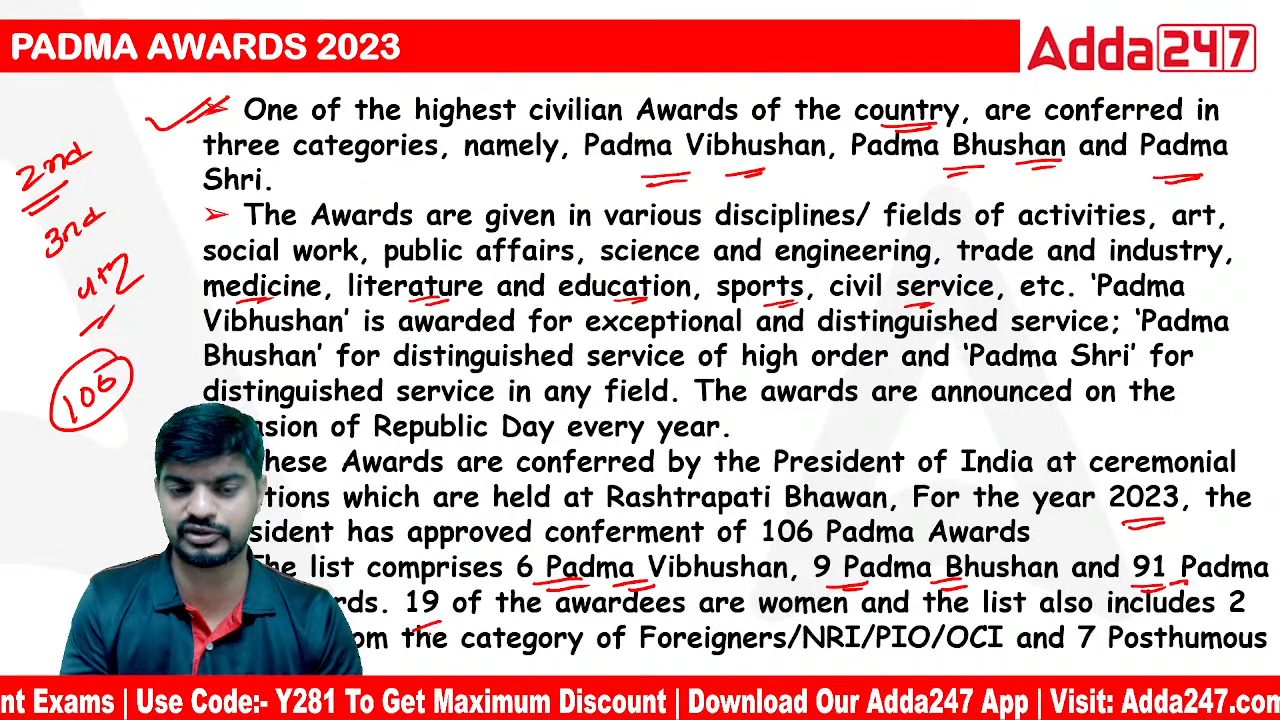 PADMA AWARDS 2023
Adda247
One of the highest civilian Awards of the country, are conferred in
three categories, namely, Padma Vibhushan, Padma Bhushan and Padma
Shri.
The Awards are given in various disciplines/ fields of activities, art,
social work, public affairs, science and engineering, trade and industry,
medicine, literature and education, sports, civil service, etc. ‘Padma
Vibhushan’ is awarded for exceptional and distinguished service; ‘Padma
Bhushan’ for distinguished service of high order and ‘Padma Shri’ for
distinguished service in any field. The awards are announced on the
asion of Republic Day every year.
hese Awards are conferred by the President of India at ceremonial
tions which are held at Rashtrapati Bhawan, For the year 2023, the
sident has approved conferment of 106 Padma Awards
he list comprises 6 Padma Vibhushan, 9 Padma Bhushan and 91 Padma
rds. 19 of the awardees are women and the list also includes 2
om the category of Foreigners/NRI/PIO/OCI and 7 Posthumous
2nd
3rd
4th
106
nt Exams | Use Code:- Y281 To Get Maximum Discount | Download Our Adda247 App | Visit: Adda247.con